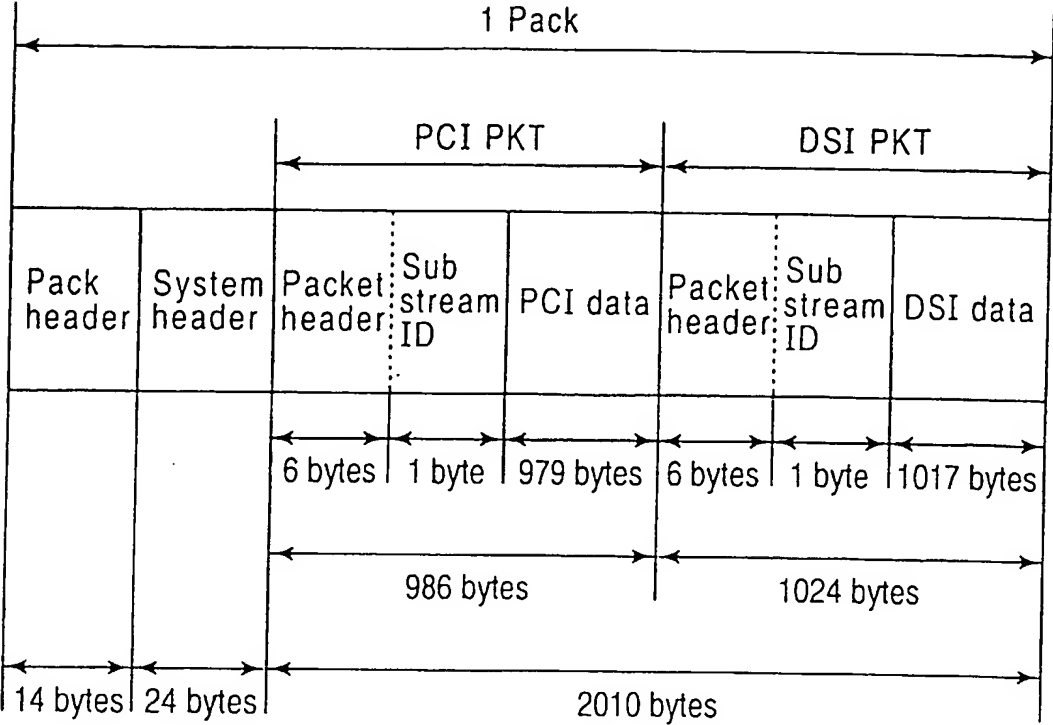 1 Pack
PCI PKT
DSI PKT
Pack
header
System
header
Packet
header
Sub
stream
ID
PCI data
Packet
header
Sub
stream
ID
DSI data
6 bytes
1 byte
979 bytes
6 bytes
1 byte
1017 bytes
986 bytes
1024 bytes
14 bytes
24 bytes
2010 bytes